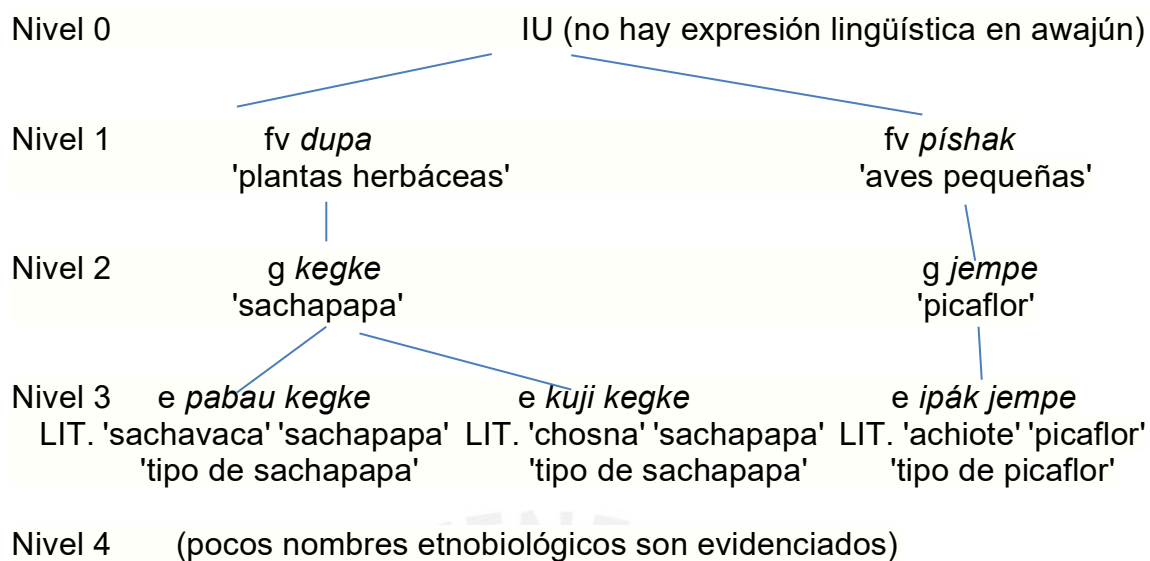 Nivel 0 IU (no hay expresión lingüística en awajún)
Nivel 1 fv dupa fv píshak
'plantas herbáceas' 'aves pequeñas'
Nivel 2 g kegke g jempe
'sachapapa' 'picaflor'
Nivel 3 e pabau kegke e kuji kegke e ipák jempe
LIT. 'sachavaca' 'sachapapa' LIT. 'chosna' 'sachapapa' LIT. 'achiote' 'picaflor'
'tipo de sachapapa' 'tipo de sachapapa' 'tipo de picaflor'
Nivel 4 (pocos nombres etnobiológicos son evidenciados)